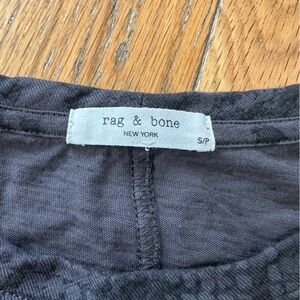 rag & bone
NEW YORK
S/P